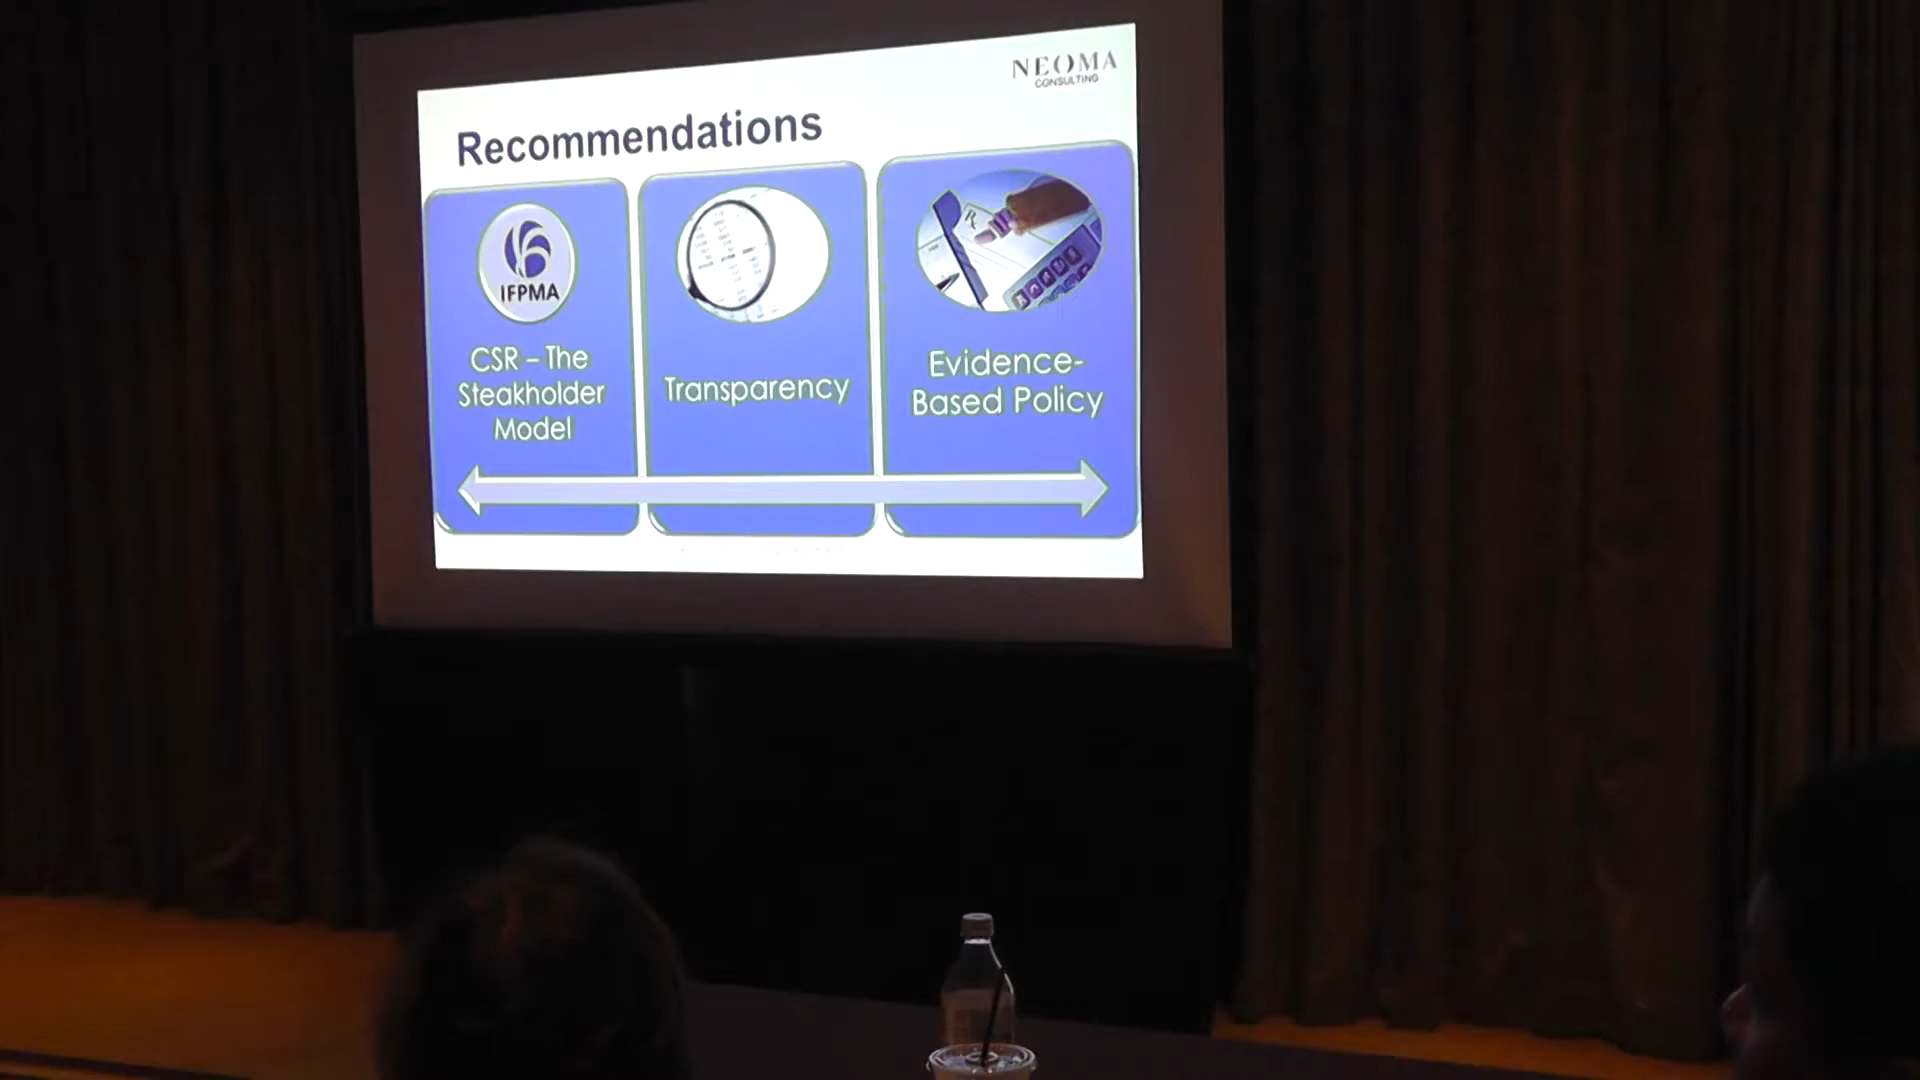 NEOMA
CONSULTING
Recommendations
IFPMA
CSR – The
Steakholder
Model
Transparency
Evidence-
Based Policy